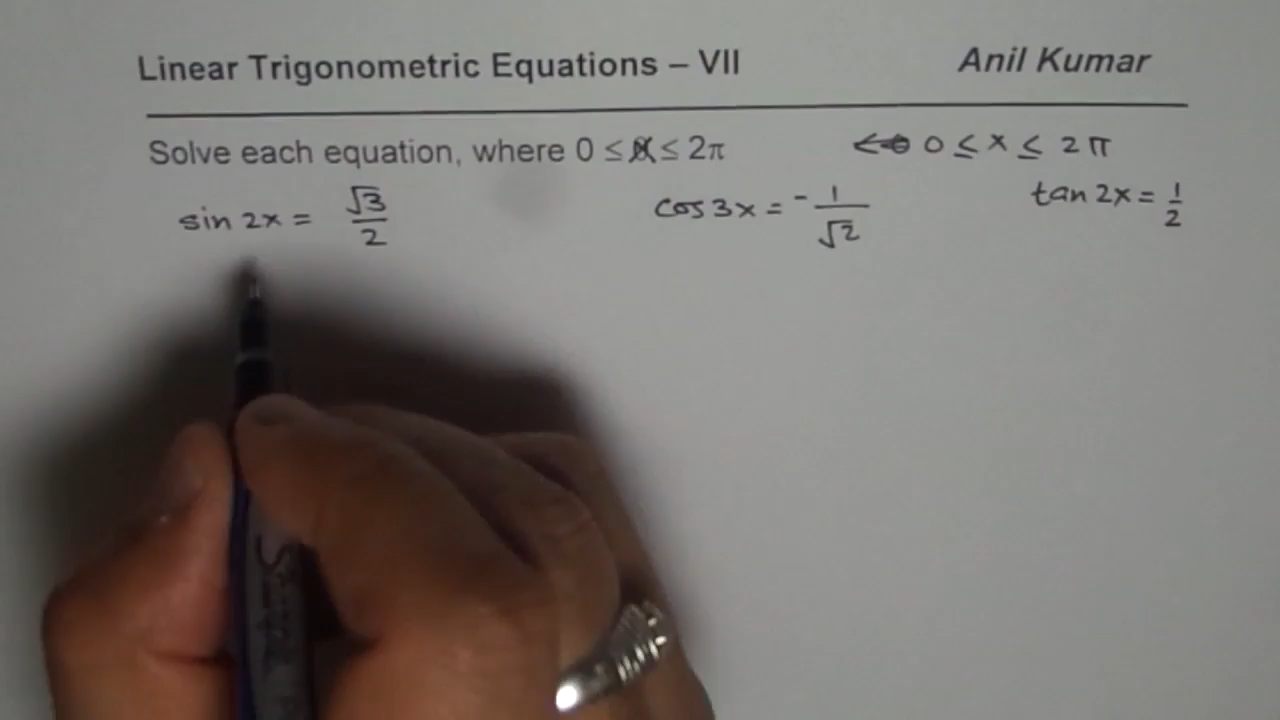 Linear Trigonometric Equations – VII Anil Kumar
Solve each equation, where 0 ≤ x ≤ 2π 0 ≤ x ≤ 2π
sin 2x = √3/2 cos 3x = -1/√2 tan 2x = 1/2